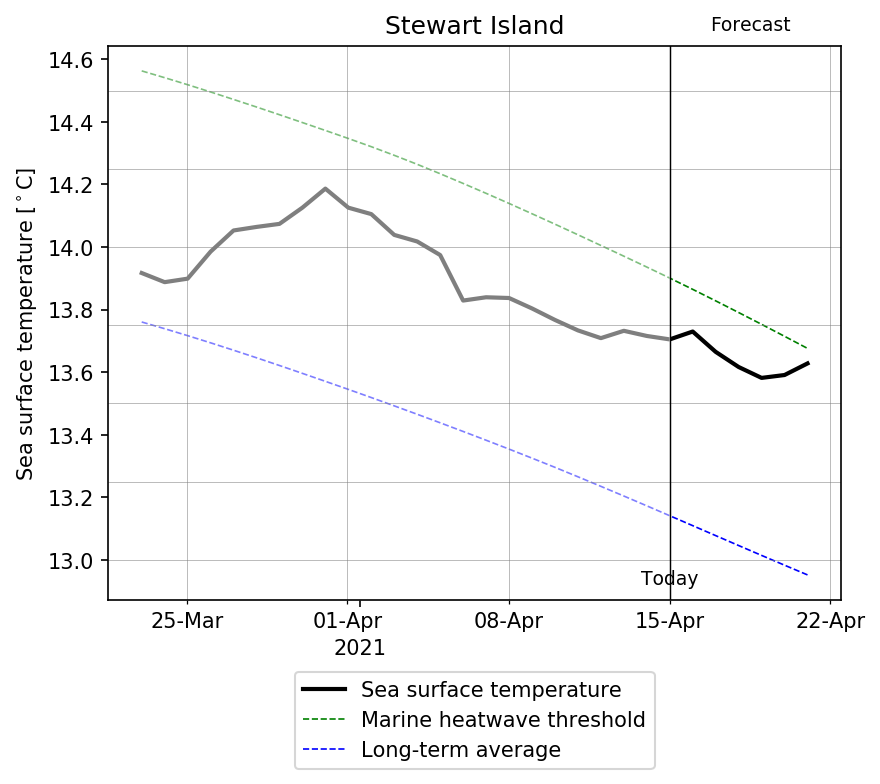 Stewart Island
Forecast
Sea surface temperature [°C]
14.6
14.4
14.2
14.0
13.8
13.6
13.4
13.2
13.0
Today
25-Mar 01-Apr 08-Apr 15-Apr 22-Apr
2021
Sea surface temperature
Marine heatwave threshold
Long-term average